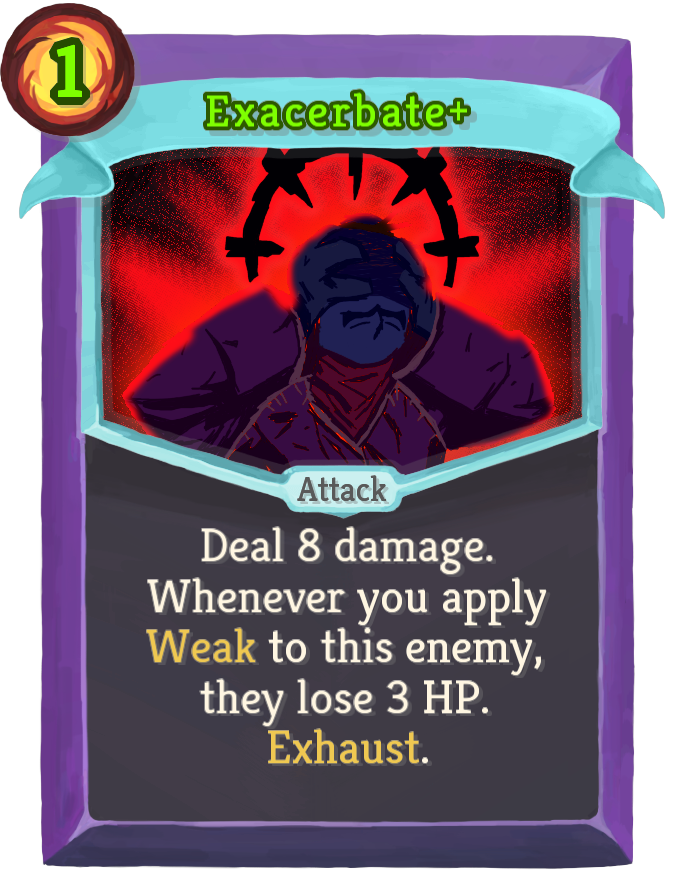 1
Exacerbate+
Attack
Deal 8 damage.
Whenever you apply
Weak to this enemy,
they lose 3 HP.
Exhaust.